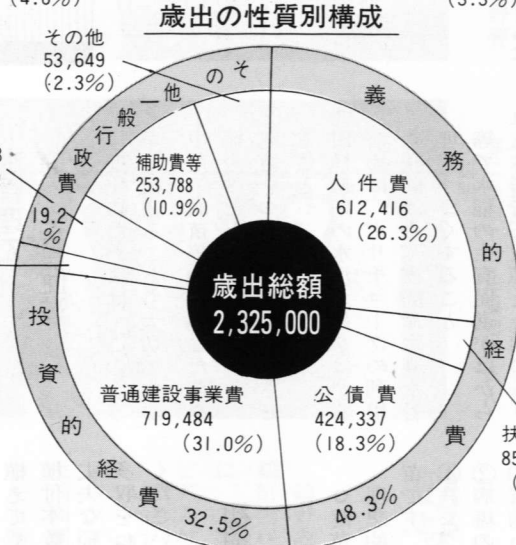 (4.6%)
歳出の性質別構成
(3.3%)
その他
53,649
(2.3%)
その他一般行政費
19.2%
補助費等
253,788
(10.9%)
義務的経費
48.3%
人件費
612,416
(26.3%)
歳出総額
2,325,000
普通建設事業費
719,484
(31.0%)
公債費
424,337
(18.3%)
投資的経費
32.5%
扶
85